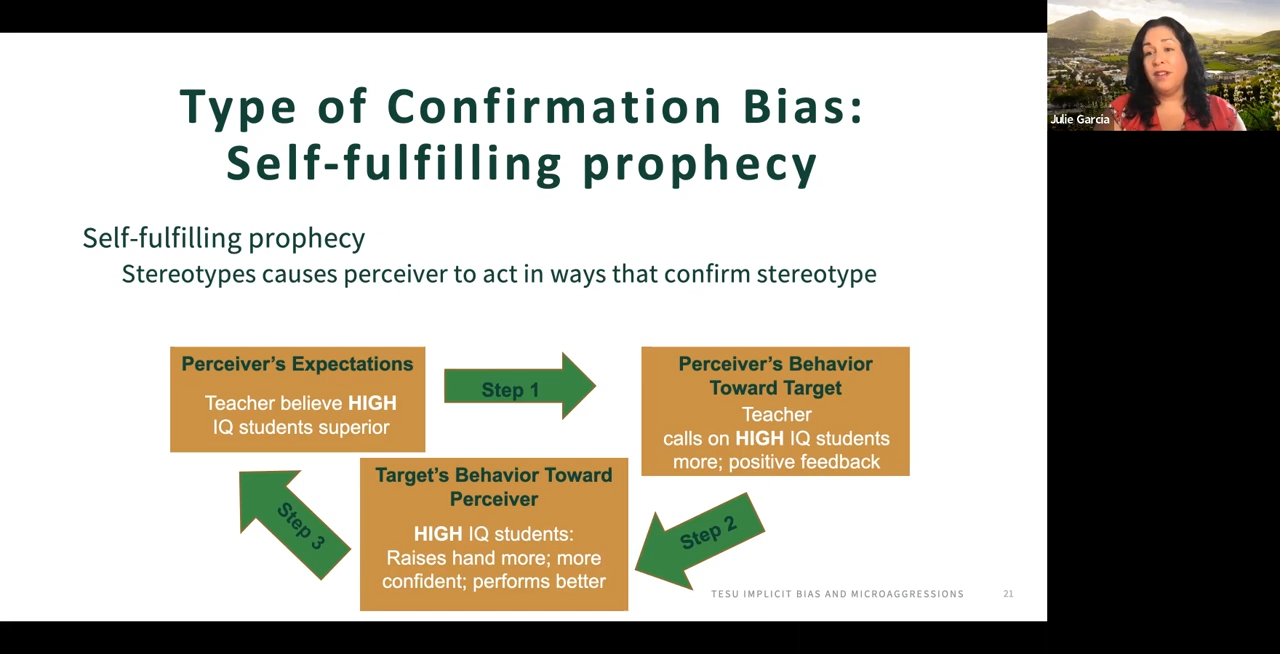 Type of Confirmation Bias:
Self-fulfilling prophecy
Self-fulfilling prophecy
Stereotypes causes perceiver to act in ways that confirm stereotype
Perceiver's Expectations
Teacher believe HIGH
IQ students superior
Step 1
Perceiver's Behavior
Toward Target
Teacher
calls on HIGH IQ students
more; positive feedback
Step 2
Target's Behavior Toward
Perceiver
HIGH IQ students:
Raises hand more; more
confident; performs better
Step 3
TESU IMPLICIT BIAS AND MICROAGGRESSIONS
21
Julie Garcia